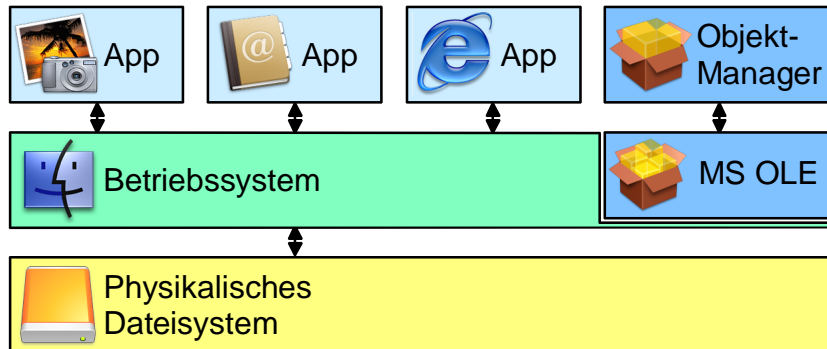 App
App
App
Objekt-
Manager
Betriebssystem
MS OLE
Physikalisches
Dateisystem